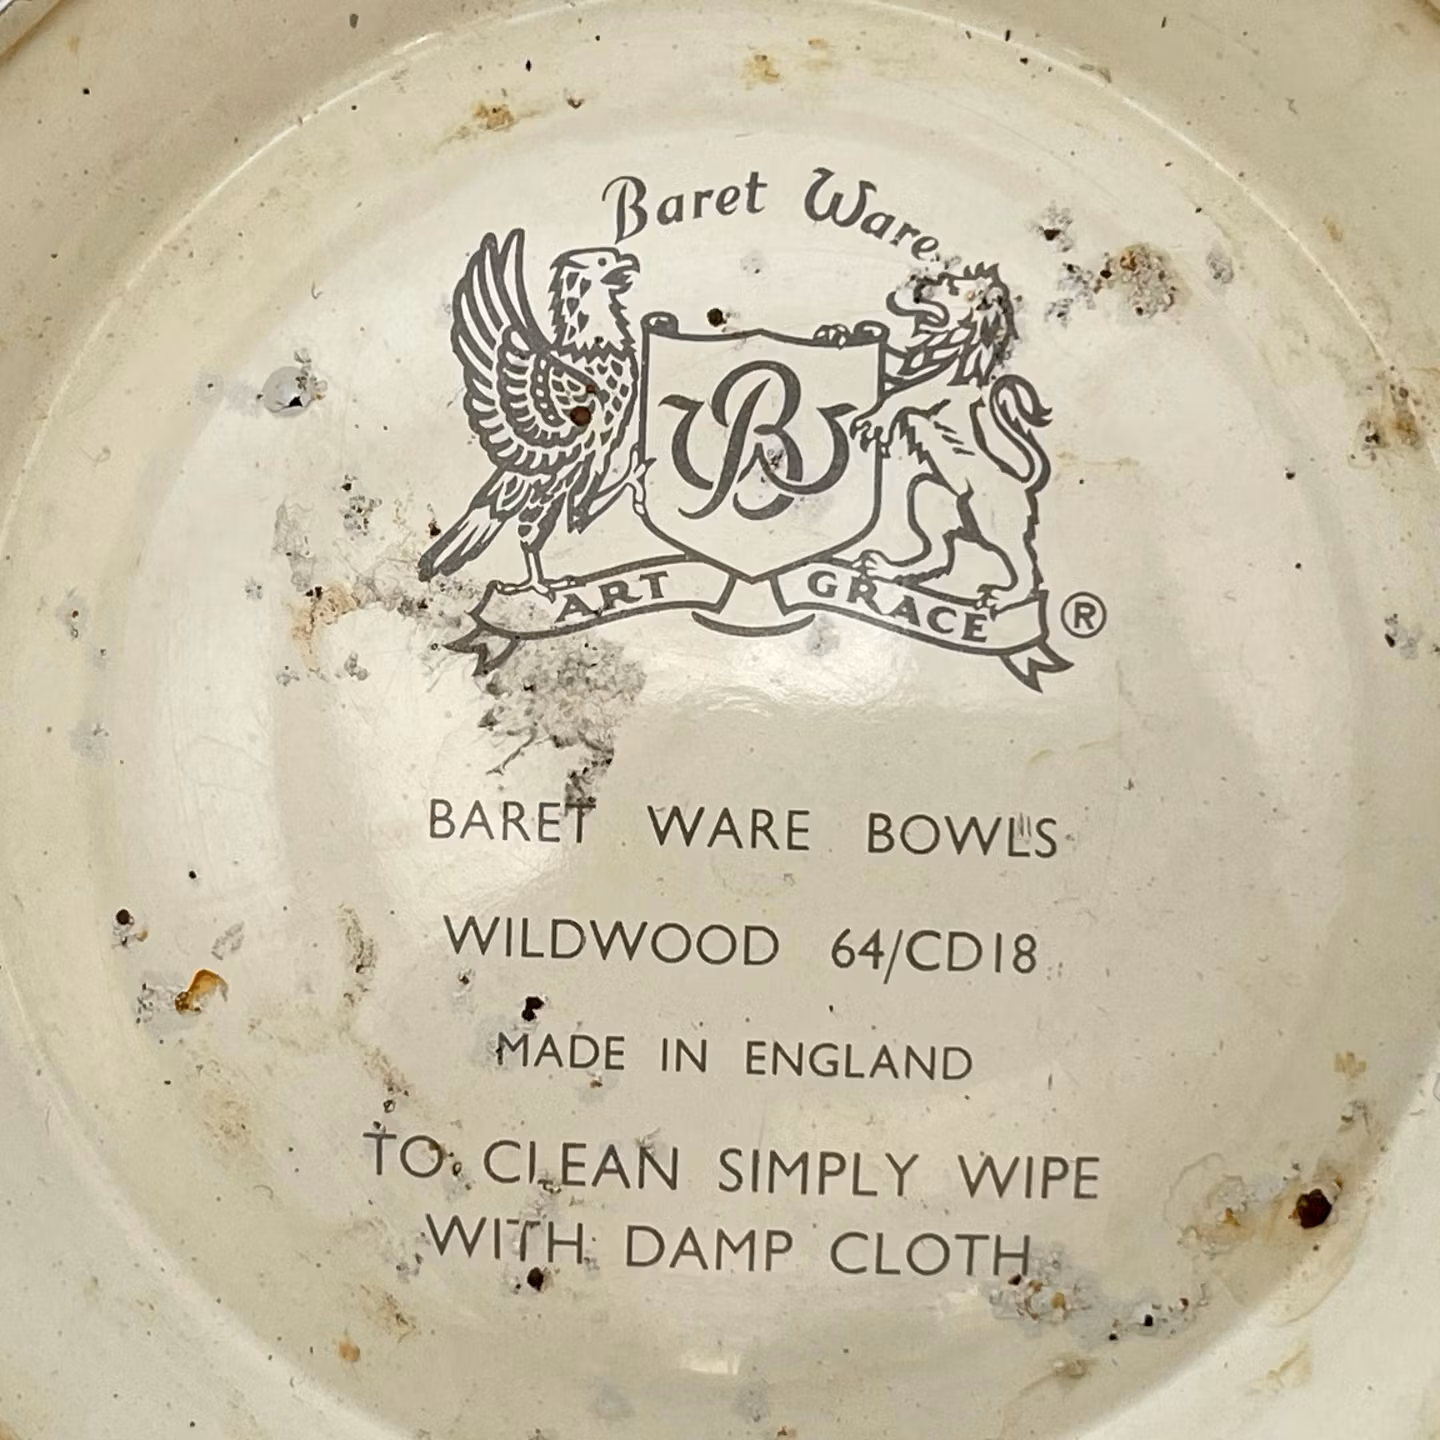 Baret Ware
BW
ART GRACE ®
BARET WARE BOWLS
WILDWOOD 64/CD18
MADE IN ENGLAND
TO CLEAN SIMPLY WIPE
WITH DAMP CLOTH